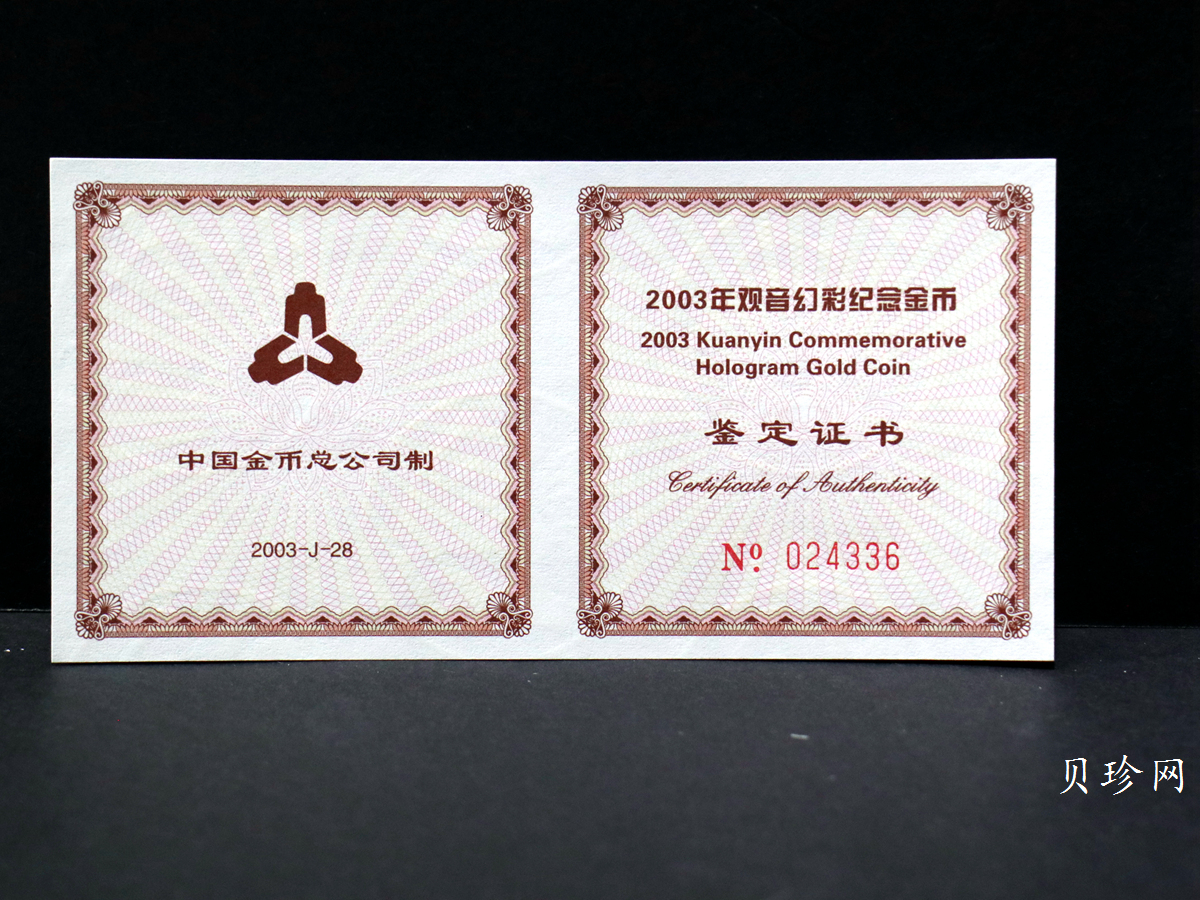 中国金币总公司制
2003-J-28
2003年观音幻彩纪念金币
2003 Kuanyin Commemorative
Hologram Gold Coin
鉴定证书
Certificate of Authenticity
Nº 024336
贝珍网